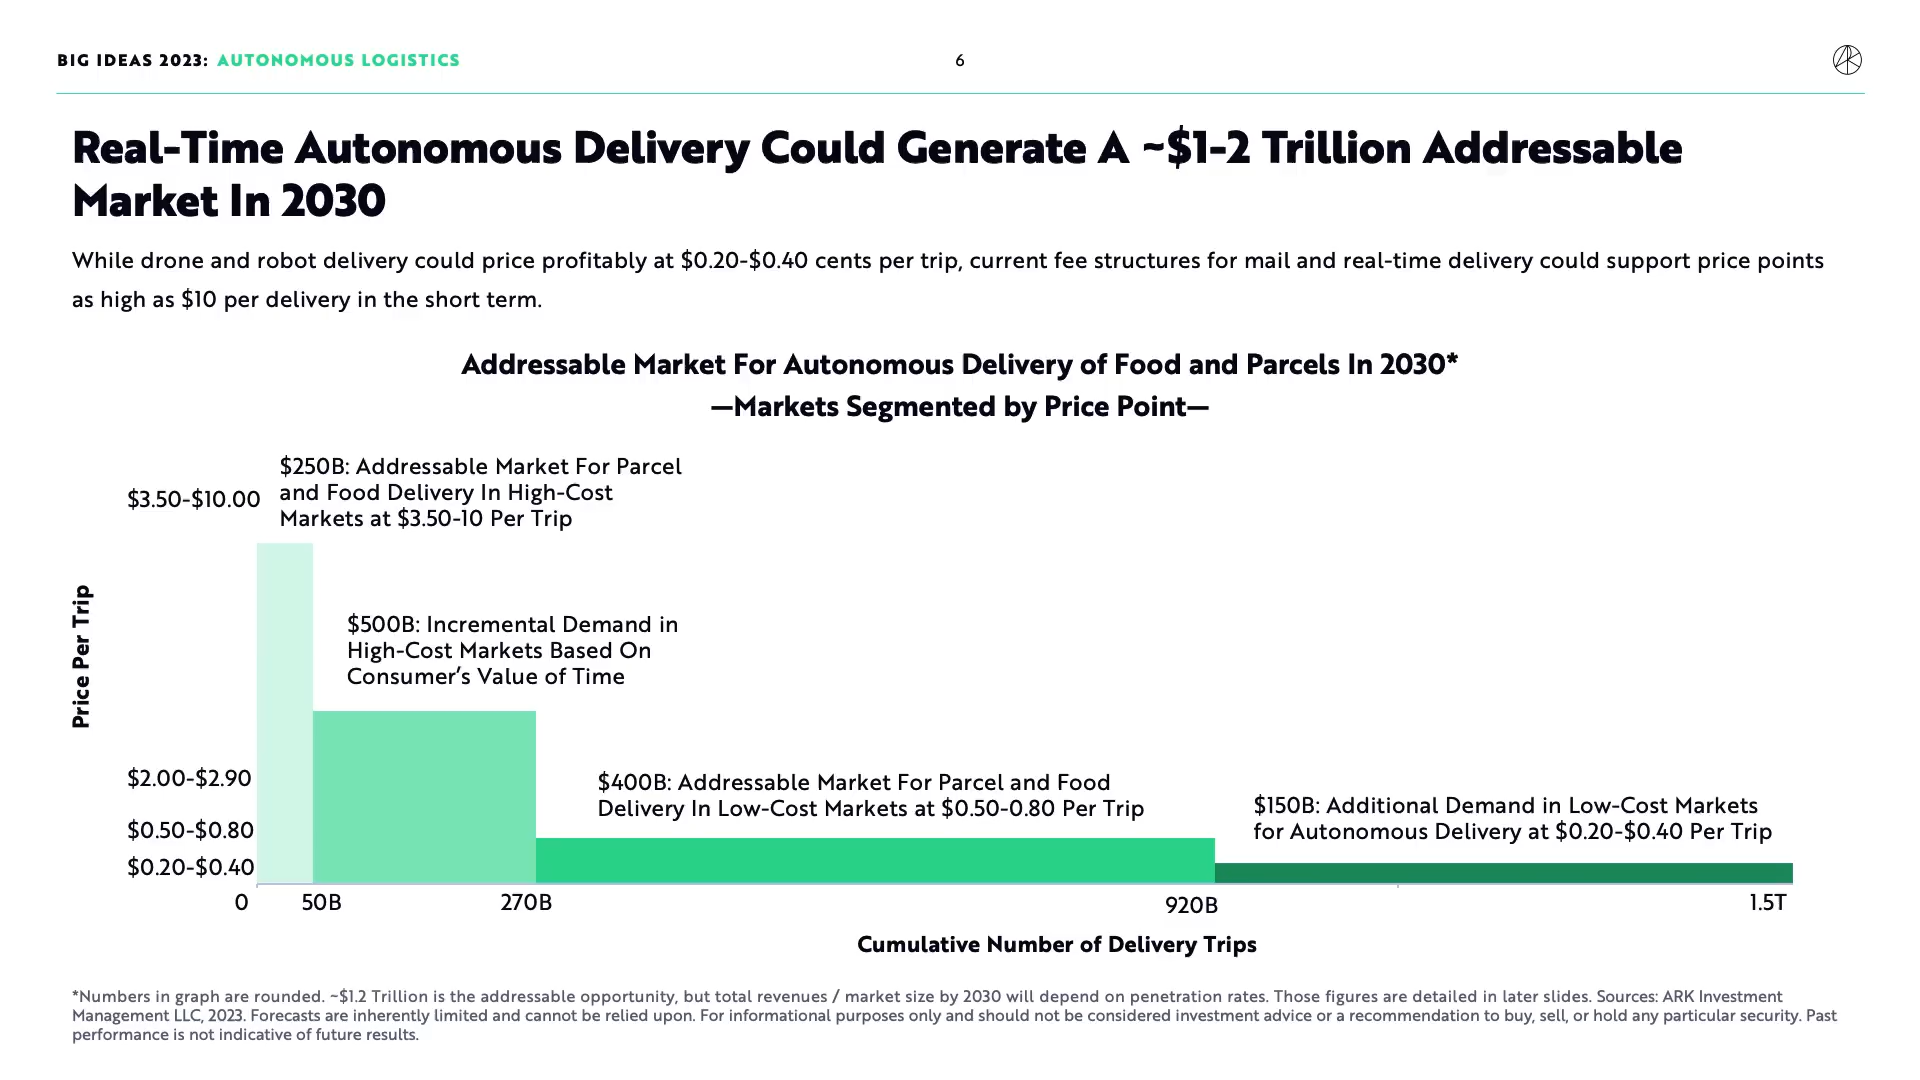 BIG IDEAS 2023: AUTONOMOUS LOGISTICS
6
Real-Time Autonomous Delivery Could Generate A ~$1-2 Trillion Addressable
Market In 2030
While drone and robot delivery could price profitably at $0.20-$0.40 cents per trip, current fee structures for mail and real-time delivery could support price points
as high as $10 per delivery in the short term.
Addressable Market For Autonomous Delivery of Food and Parcels In 2030*
—Markets Segmented by Price Point—
$250B: Addressable Market For Parcel
and Food Delivery In High-Cost
Markets at $3.50-10 Per Trip
$3.50-$10.00
Price Per Trip
$500B: Incremental Demand in
High-Cost Markets Based On
Consumer’s Value of Time
$2.00-$2.90
$400B: Addressable Market For Parcel and Food
Delivery In Low-Cost Markets at $0.50-0.80 Per Trip
$150B: Additional Demand in Low-Cost Markets
for Autonomous Delivery at $0.20-$0.40 Per Trip
$0.50-$0.80
$0.20-$0.40
0
50B
270B
920B
1.5T
Cumulative Number of Delivery Trips
*Numbers in graph are rounded. ~$1.2 Trillion is the addressable opportunity, but total revenues / market size by 2030 will depend on penetration rates. Those figures are detailed in later slides. Sources: ARK Investment
Management LLC, 2023. Forecasts are inherently limited and cannot be relied upon. For informational purposes only and should not be considered investment advice or a recommendation to buy, sell, or hold any particular security. Past
performance is not indicative of future results.